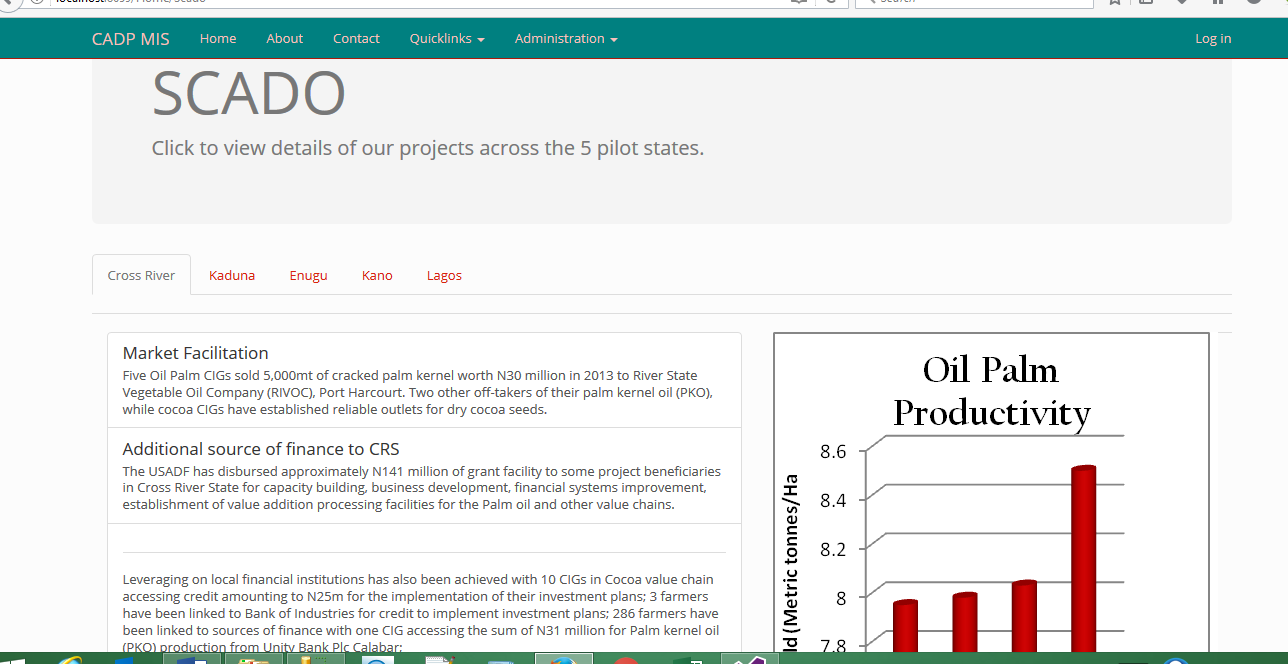 CADP MIS Home About Contact Quicklinks Administration Log in
SCADO
Click to view details of our projects across the 5 pilot states.
Cross River Kaduna Enugu Kano Lagos
Market Facilitation
Five Oil Palm CIGs sold 5,000mt of cracked palm kernel worth N30 million in 2013 to River State
Vegetable Oil Company (RIVOC), Port Harcourt. Two other off-takers of their palm kernel oil (PKO),
while cocoa CIGs have established reliable outlets for dry cocoa seeds.
Additional source of finance to CRS
The USADF has disbursed approximately N141 million of grant facility to some project beneficiaries
in Cross River State for capacity building, business development, financial systems improvement,
establishment of value addition processing facilities for the Palm oil and other value chains.
Leveraging on local financial institutions has also been achieved with 10 CIGs in Cocoa value chain
accessing credit amounting to N25m for the implementation of their investment plans; 3 farmers
have been linked to Bank of Industries for credit to implement investment plans; 286 farmers have
been linked to sources of finance with one CIG accessing the sum of N31 million for Palm kernel oil
(PKO) production from Unity Bank Plc Calabar;
Oil Palm
Productivity
8.6
8.4
8.2
8
7.8
ld (Metric tonnes/Ha